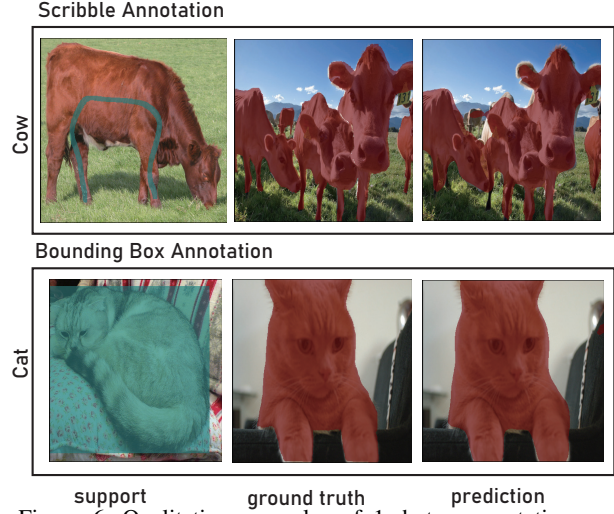 Scribble Annotation
Cow
Bounding Box Annotation
Cat
support ground truth prediction